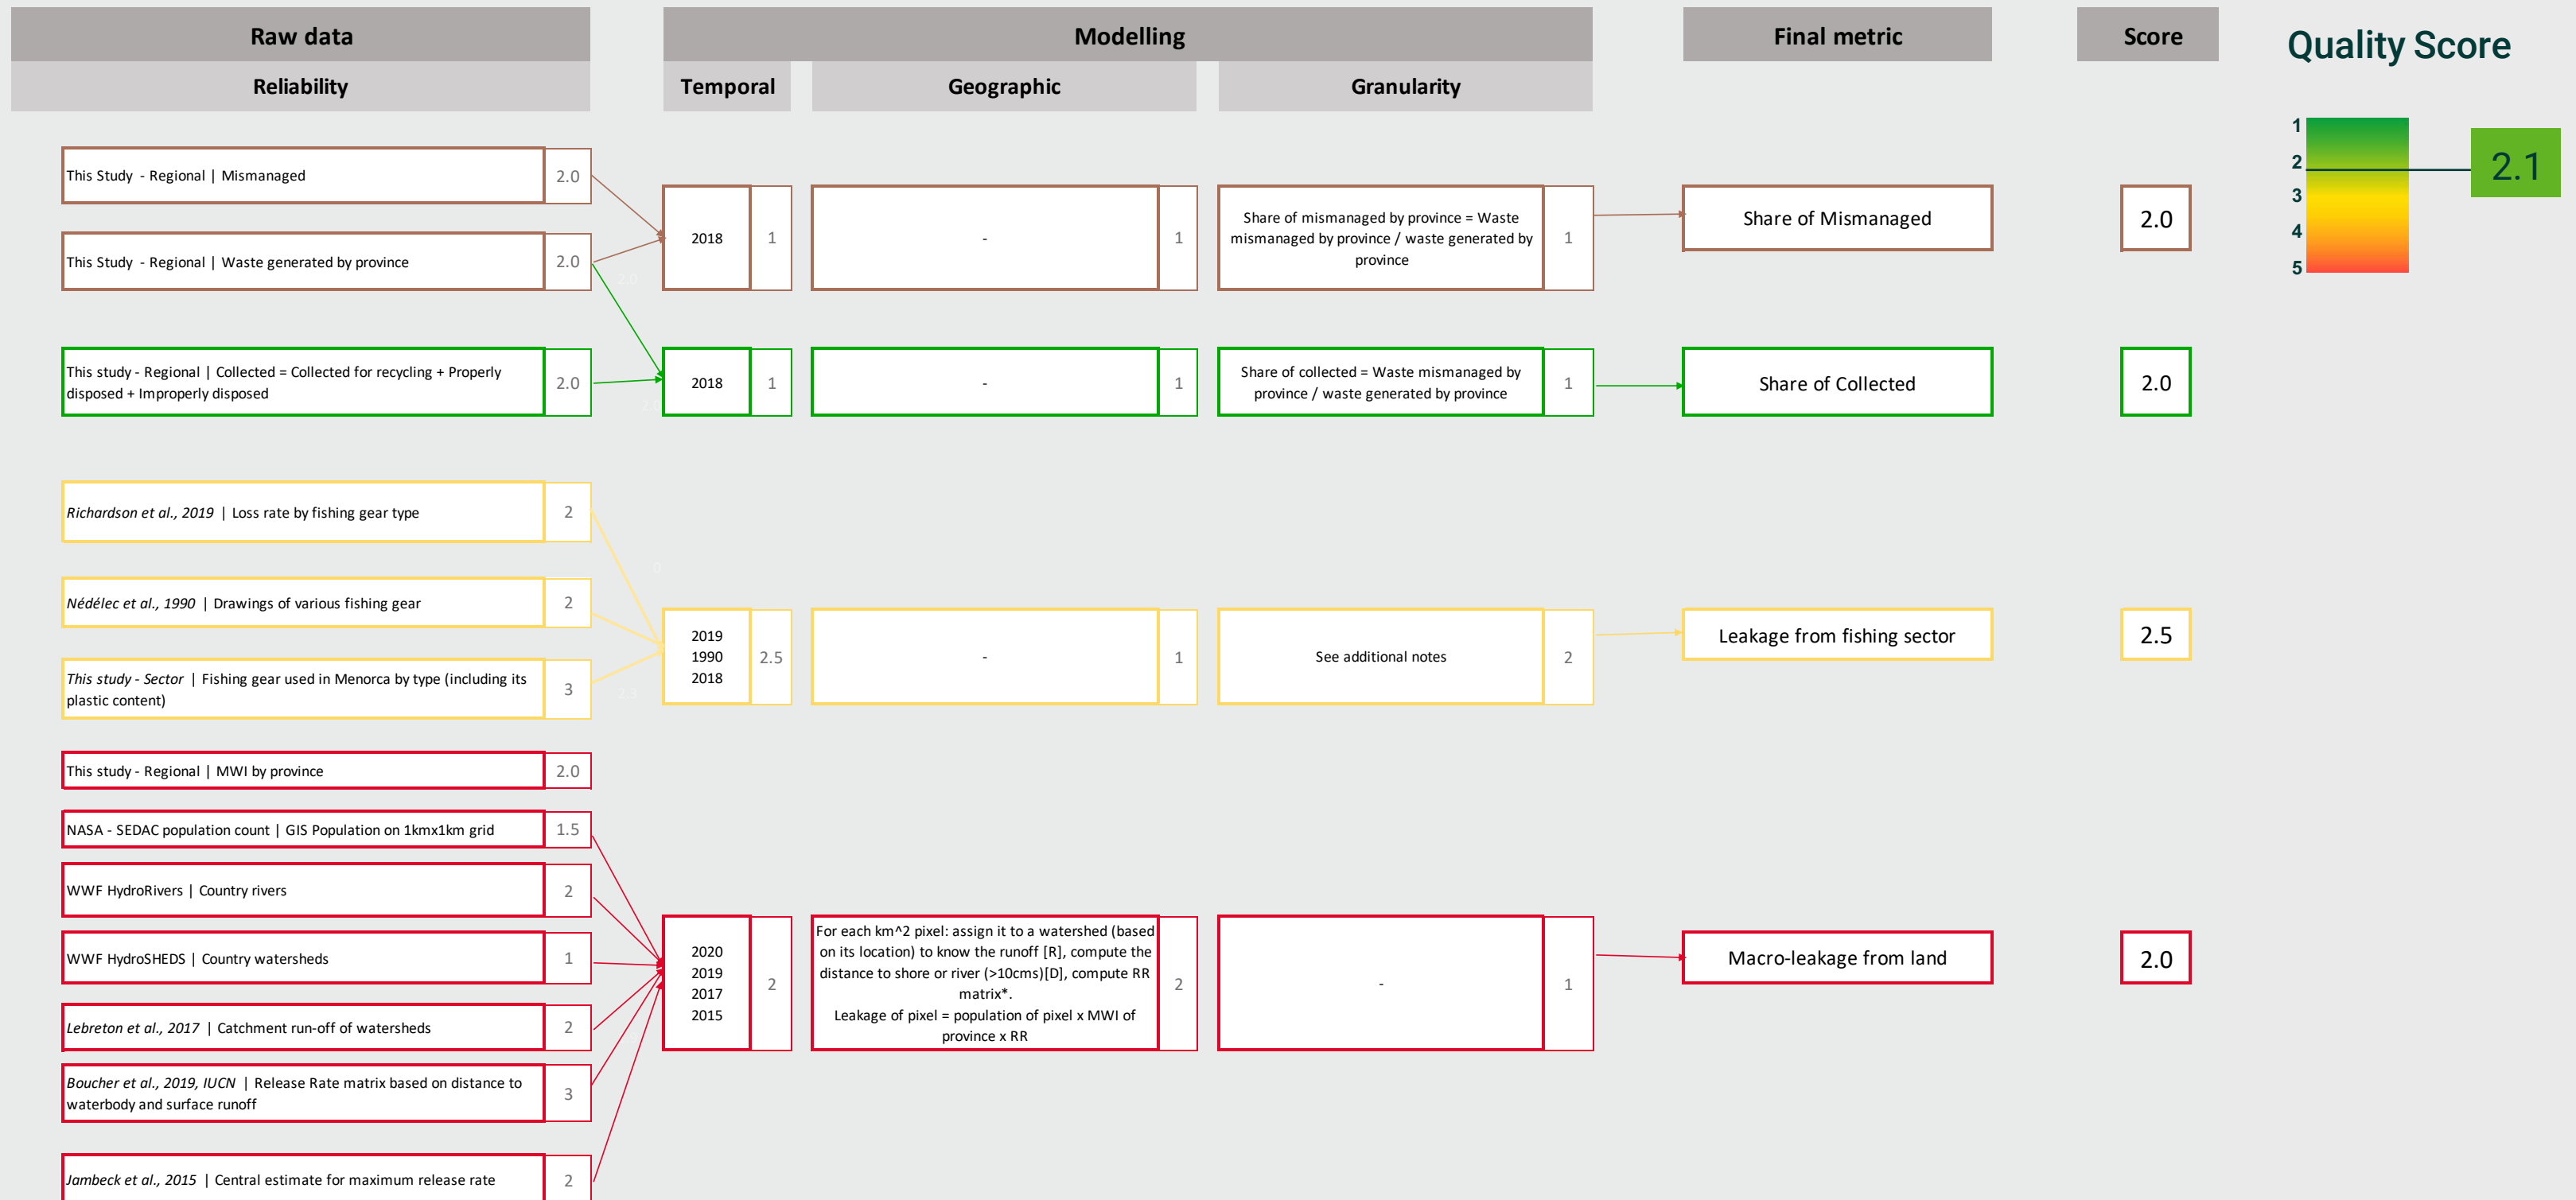 Raw data
Modelling
Final metric
Score
Quality Score
Reliability
Temporal
Geographic
Granularity
1
2
3
4
5
2.1
This Study - Regional | Mismanaged
2.0
This Study - Regional | Waste generated by province
2.0
2.0
2018
1
-
1
Share of mismanaged by province = Waste
mismanaged by province / waste generated by
province
1
Share of Mismanaged
2.0
This study - Regional | Collected = Collected for recycling + Properly
disposed + Improperly disposed
2.0
2.0
2018
1
-
1
Share of collected = Waste mismanaged by
province / waste generated by province
1
Share of Collected
2.0
Richardson et al., 2019 | Loss rate by fishing gear type
2
0
Nédélec et al., 1990 | Drawings of various fishing gear
2
This study - Sector | Fishing gear used in Menorca by type (including its
plastic content)
3
2.3
2019
1990
2018
2.5
-
1
See additional notes
2
Leakage from fishing sector
2.5
This study - Regional | MWI by province
2.0
NASA - SEDAC population count | GIS Population on 1kmx1km grid
1.5
WWF HydroRivers | Country rivers
2
WWF HydroSHEDS | Country watersheds
1
Lebreton et al., 2017 | Catchment run-off of watersheds
2
Boucher et al., 2019, IUCN | Release Rate matrix based on distance to
waterbody and surface runoff
3
Jambeck et al., 2015 | Central estimate for maximum release rate
2
2020
2019
2017
2015
2
For each km^2 pixel: assign it to a watershed (based
on its location) to know the runoff [R], compute the
distance to shore or river (>10cms)[D], compute RR
matrix*.
Leakage of pixel = population of pixel x MWI of
province x RR
2
-
1
Macro-leakage from land
2.0